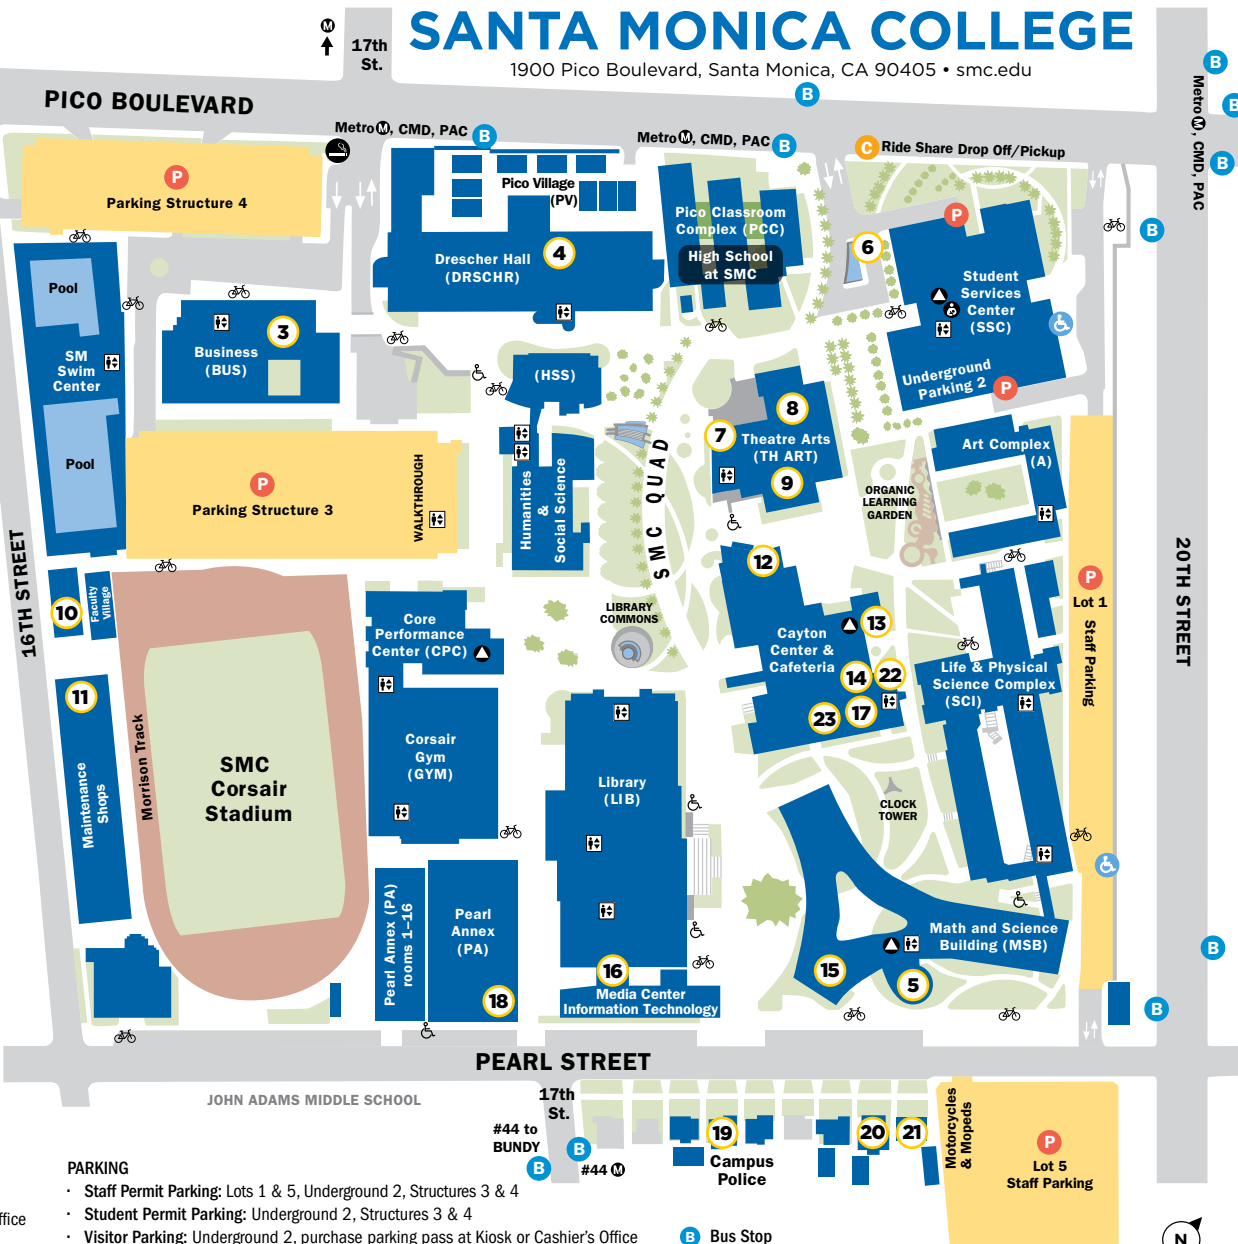 SANTA MONICA COLLEGE
1900 Pico Boulevard, Santa Monica, CA 90405 • smc.edu
M
17th
St.
PICO BOULEVARD
B
B
B
B
Metro M, CMD, PAC
Metro M, CMD, PAC B
Metro M, CMD, PAC B
C Ride Share Drop Off/Pickup
P
Parking Structure 4
Pico Village
(PV)
Drescher Hall
(DRSCHR)
4
Pico Classroom
Complex (PCC)
High School
at SMC
6
P
B
Student
Services
Center
(SSC)
Underground
Parking 2
P
Pool
SM
Swim
Center
Pool
3
Business
(BUS)
(HSS)
Humanities
&
Social Science
P
Parking Structure 3
WALKTHROUGH
SMC QUAD
7
8
Theatre Arts
(TH ART)
9
ORGANIC
LEARNING
GARDEN
Art Complex
(A)
16TH STREET
20TH STREET
10
Faculty
Village
11
Maintenance
Shops
Morrison Track
SMC
Corsair
Stadium
Core
Performance
Center (CPC)
Corsair
Gym
(GYM)
LIBRARY
COMMONS
Library
(LIB)
12
13
Cayton
Center &
Cafeteria
14
22
23
17
Life & Physical
Science Complex
(SCI)
P
Lot 1
Staff Parking
CLOCK
TOWER
Pearl Annex (PA)
rooms 1–16
Pearl
Annex
(PA)
18
16
Media Center
Information Technology
Math and Science
Building (MSB)
15
5
B
B
PEARL STREET
JOHN ADAMS MIDDLE SCHOOL
17th
St.
#44 to
BUNDY
B
B
#44 M
19
Campus
Police
20
21
Motorcycles
& Mopeds
P
Lot 5
Staff Parking
PARKING
· Staff Permit Parking: Lots 1 & 5, Underground 2, Structures 3 & 4
· Student Permit Parking: Underground 2, Structures 3 & 4
· Visitor Parking: Underground 2, purchase parking pass at Kiosk or Cashier's Office
B Bus Stop
N